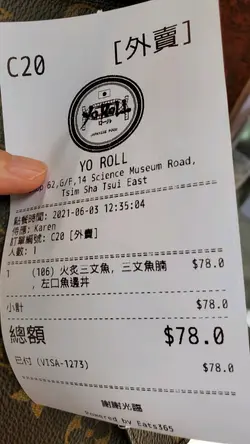 C20
[外賣]
YO ROLL
JAPANESE FOOD
YO ROLL
62,G/F,14 Science Museum Road,
Tsim Sha Tsui East
點餐時間: 2021-06-03 12:35:04
侍應: Karen
訂單編號: C20 [外賣]
人數: 1
1 (106) 火炙三文魚, 三文魚腩 $78.0
, 左口魚邊丼
小計 $78.0
總額 $78.0
已付 (VISA-1273) $78.0
謝謝光臨
Powered by Eats365